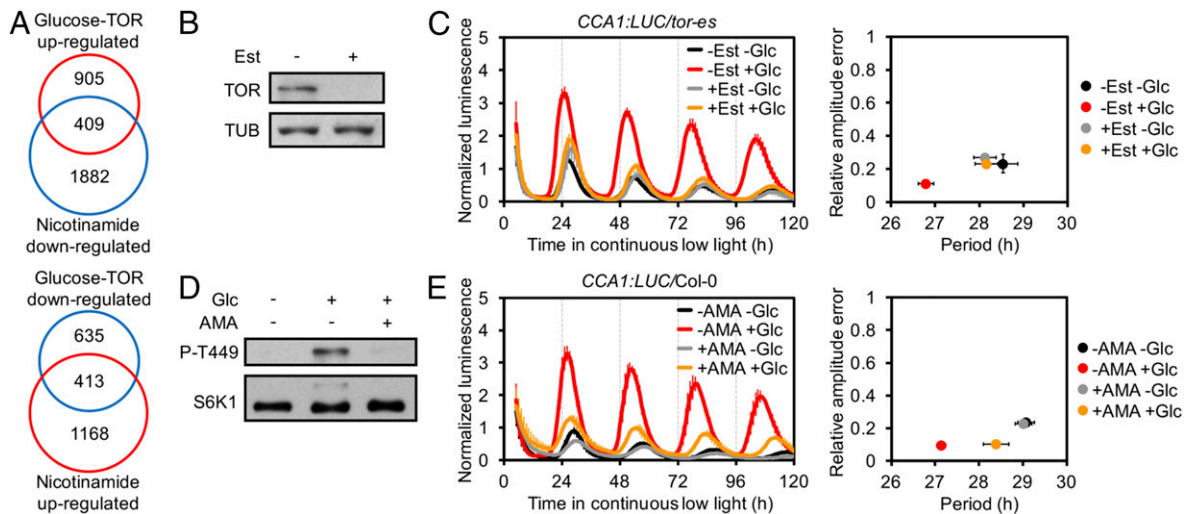 A
Glucose-TOR
up-regulated
905
409
1882
Nicotinamide
down-regulated
Glucose-TOR
down-regulated
635
413
1168
Nicotinamide
up-regulated
B
Est - +
TOR
TUB
C
CCA1:LUC/tor-es
Normalized luminescence
5
4
3
2
1
0
-Est -Glc
-Est +Glc
+Est -Glc
+Est +Glc
0 24 48 72 96 120
Time in continuous low light (h)
Relative amplitude error
1
0.8
0.6
0.4
0.2
0
26 27 28 29 30
Period (h)
-Est -Glc
-Est +Glc
+Est -Glc
+Est +Glc
D
Glc - + +
AMA - - +
P-T449
S6K1
E
CCA1:LUC/Col-0
Normalized luminescence
5
4
3
2
1
0
-AMA -Glc
-AMA +Glc
+AMA -Glc
+AMA +Glc
0 24 48 72 96 120
Time in continuous low light (h)
Relative amplitude error
1
0.8
0.6
0.4
0.2
0
26 27 28 29 30
Period (h)
-AMA -Glc
-AMA +Glc
+AMA -Glc
+AMA +Glc